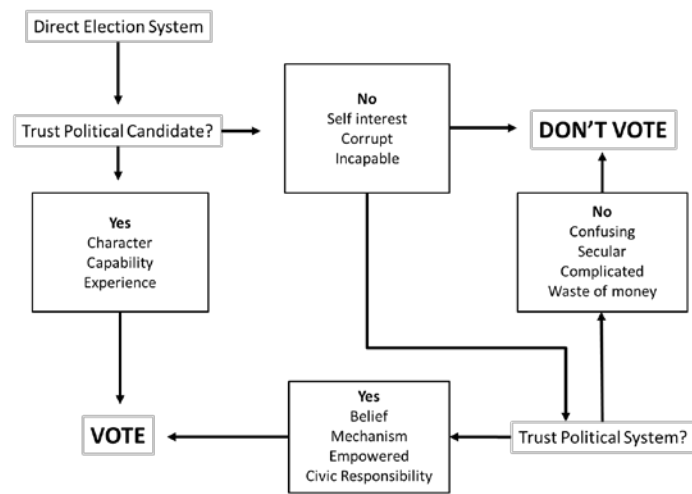 Direct Election System
Trust Political Candidate?
No
Self interest
Corrupt
Incapable
DON'T VOTE
Yes
Character
Capability
Experience
No
Confusing
Secular
Complicated
Waste of money
VOTE
Yes
Belief
Mechanism
Empowered
Civic Responsibility
Trust Political System?